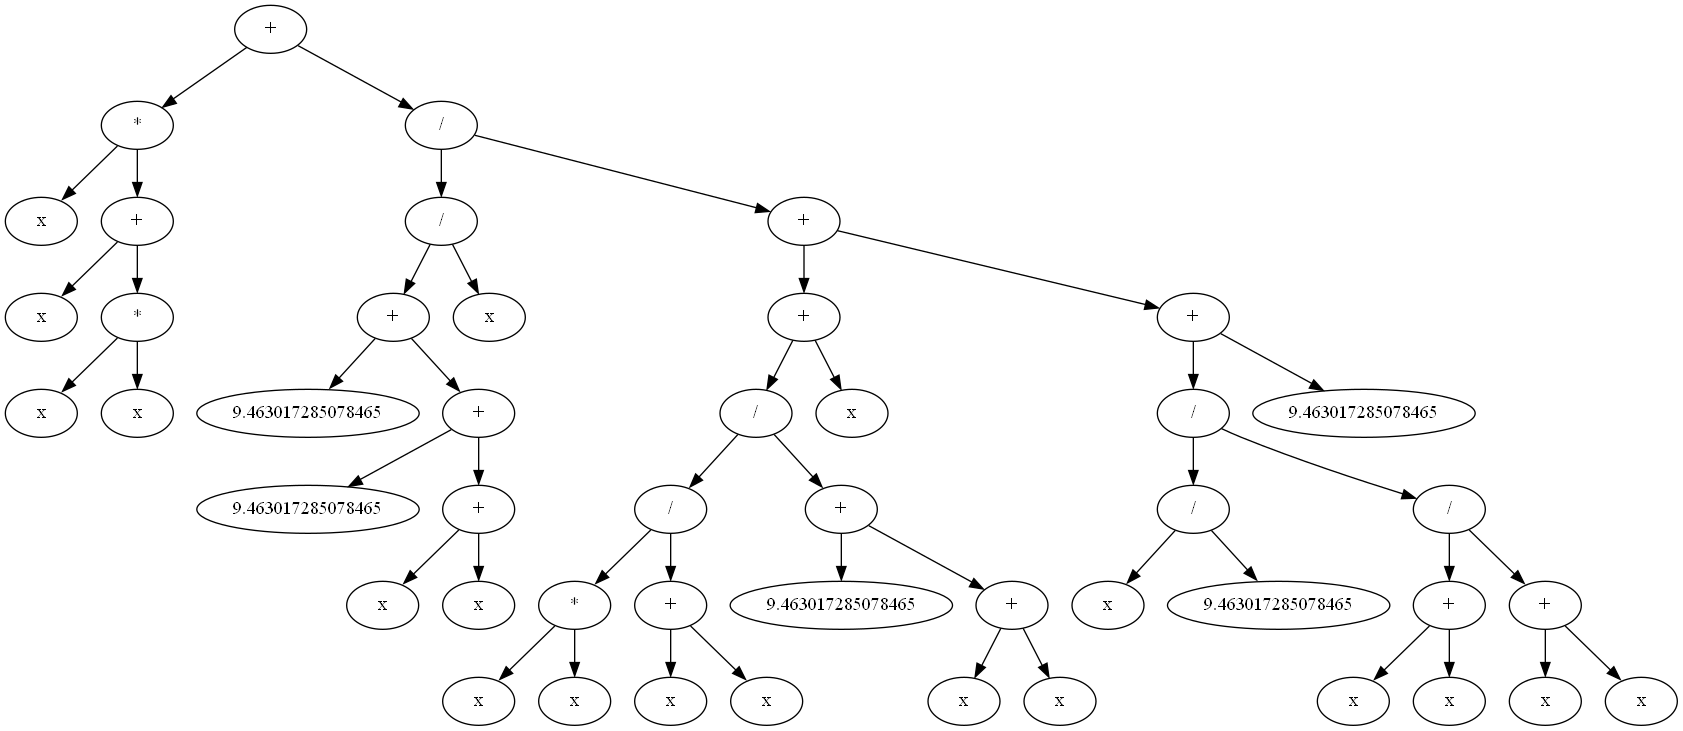 +
* /
x + / +
x * + x + +
x x 9.463017285078465 + / x / 9.463017285078465
9.463017285078465 + / + / /
x x * + 9.463017285078465 + x 9.463017285078465 + +
x x x x x x x x x x